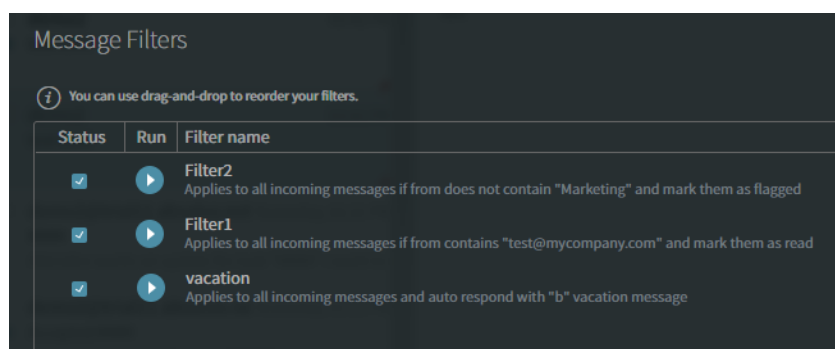 Message Filters
You can use drag-and-drop to reorder your filters.
Status Run Filter name
Filter2
Applies to all incoming messages if from does not contain "Marketing" and mark them as flagged
Filter1
Applies to all incoming messages if from contains "test@mycompany.com" and mark them as read
vacation
Applies to all incoming messages and auto respond with "b" vacation message